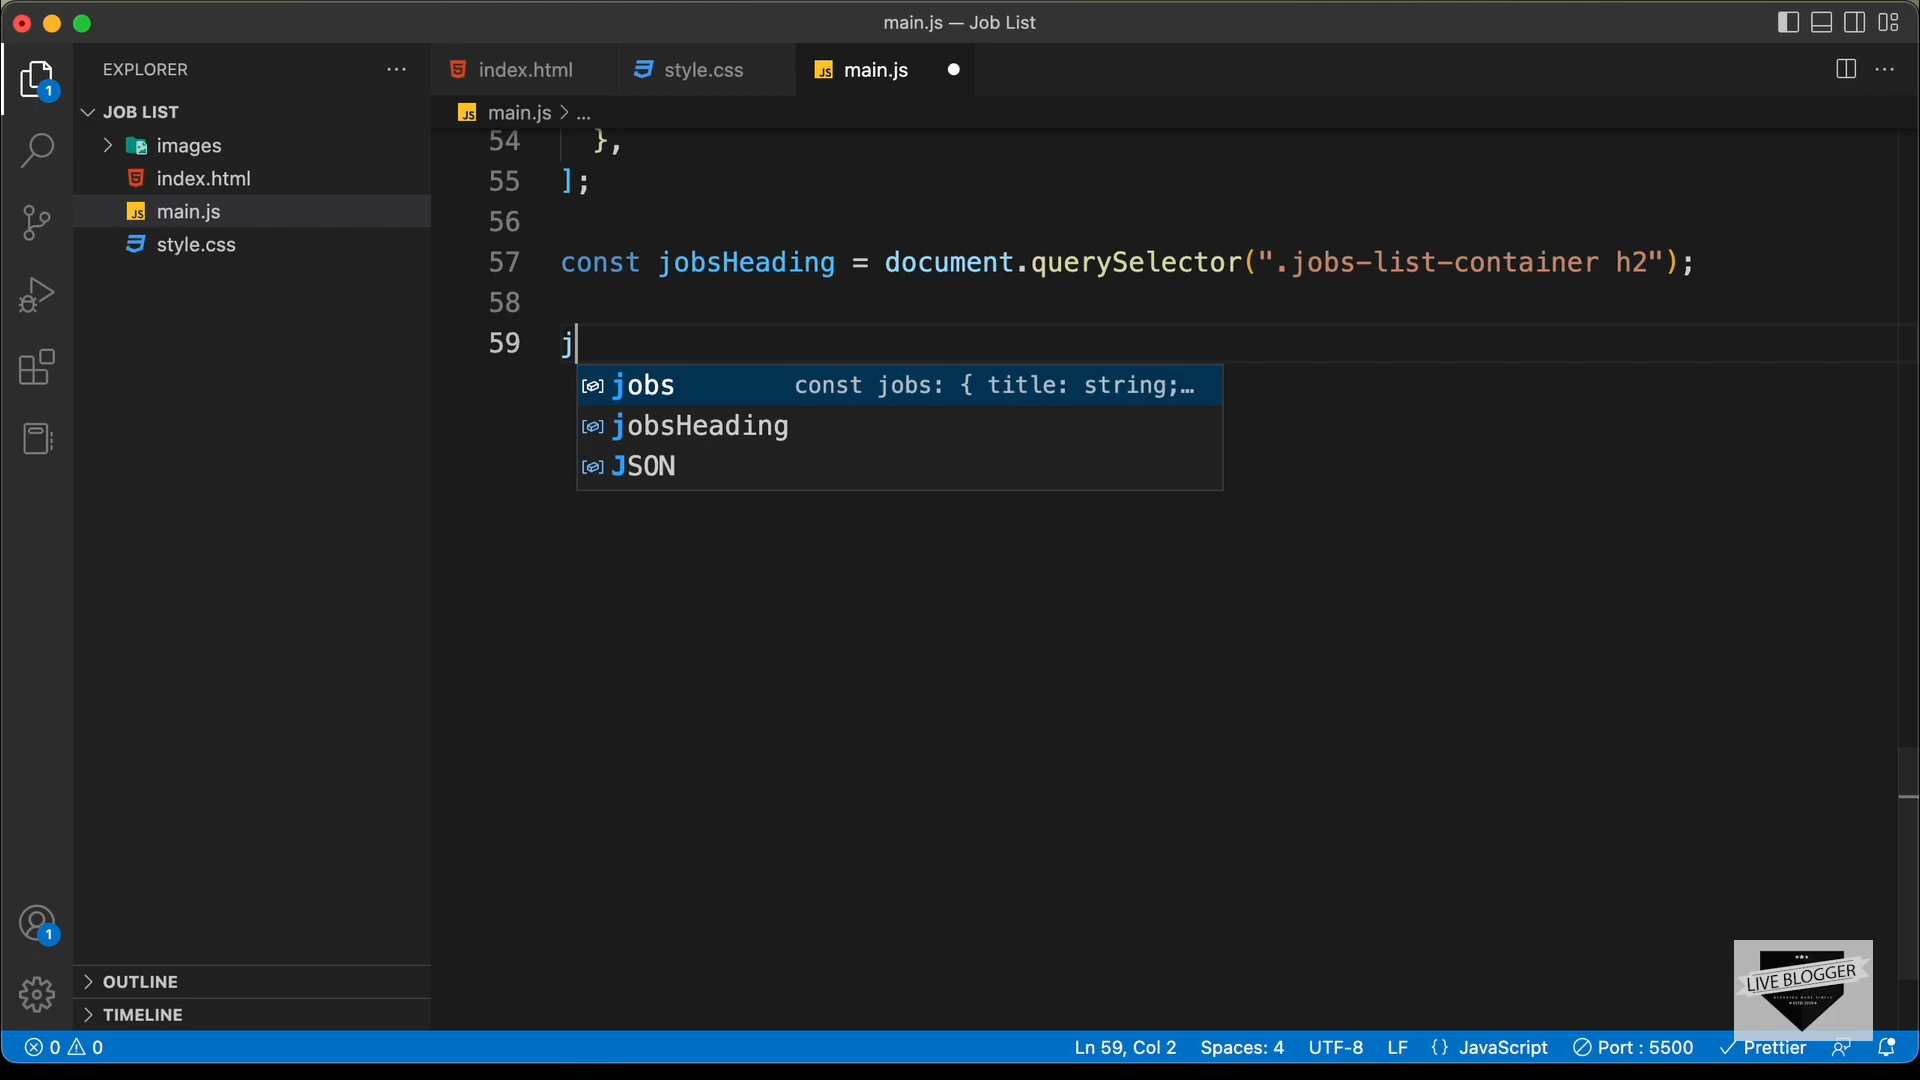 main.js — Job List
EXPLORER
index.html
style.css
main.js
JOB LIST
images
index.html
main.js
style.css
main.js > ...
54 },
55 ];
56
57 const jobsHeading = document.querySelector(".jobs-list-container h2");
58
59 j
jobs const jobs: { title: string;…
jobsHeading
JSON
1
1
OUTLINE
TIMELINE
LIVE BLOGGER
0 0
Ln 59, Col 2 Spaces: 4 UTF-8 LF {} JavaScript Port : 5500 Prettier